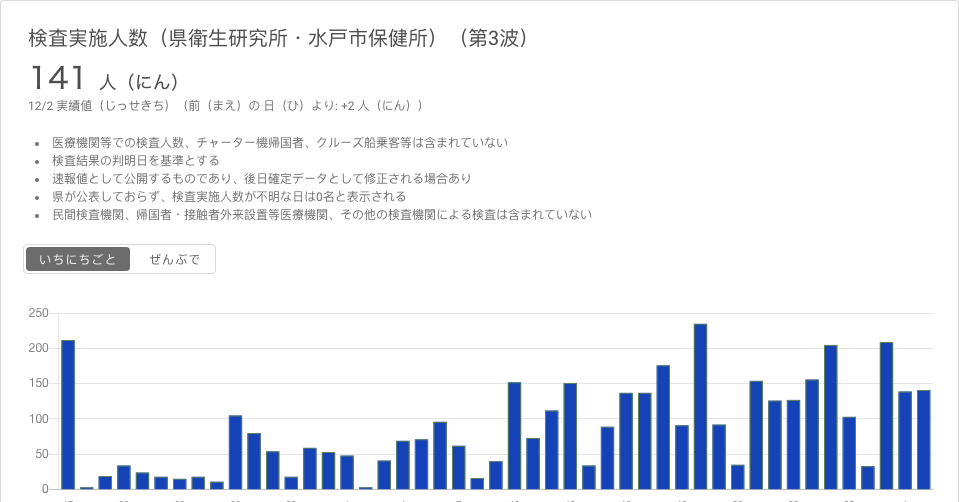 検査実施人数（県衛生研究所・水戸市保健所）（第3波）
141 人（にん）
12/2 実績値（じっせきち）（前（まえ）の 日（ひ）より: +2 人（にん））
• 医療機関等での検査人数、チャーター機帰国者、クルーズ船乗客等は含まれていない
• 検査結果の判明日を基準とする
• 速報値として公開するものであり、後日確定データとして修正される場合あり
• 県が公表しておらず、検査実施人数が不明な日は0名と表示される
• 民間検査機関、帰国者・接触者外来設置等医療機関、その他の検査機関による検査は含まれていない
いちにちごと ぜんぶで
250
200
150
100
50
0